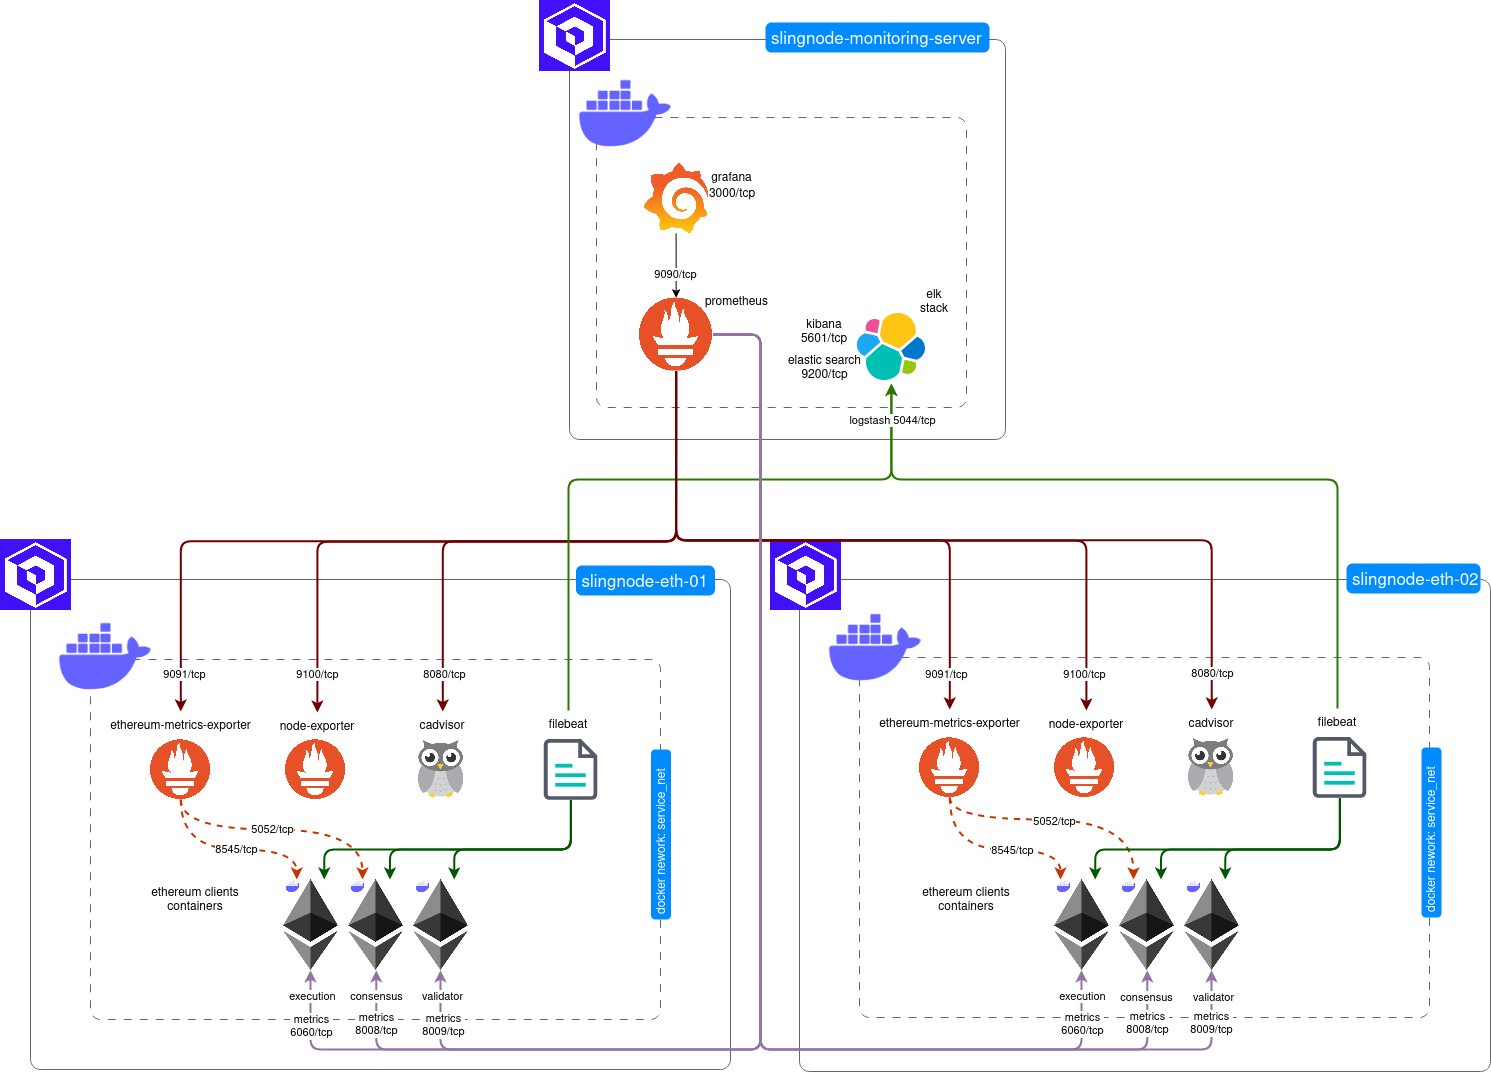 slingnode-monitoring-server
grafana
3000/tcp
9090/tcp
prometheus
elk
stack
kibana
5601/tcp
elastic search
9200/tcp
logstash 5044/tcp
slingnode-eth-01
9091/tcp
9100/tcp
8080/tcp
ethereum-metrics-exporter
node-exporter
cadvisor
filebeat
5052/tcp
8545/tcp
ethereum clients
containers
docker nework: service_net
execution
consensus
validator
metrics
6060/tcp
metrics
8008/tcp
metrics
8009/tcp
slingnode-eth-02
9091/tcp
9100/tcp
8080/tcp
ethereum-metrics-exporter
node-exporter
cadvisor
filebeat
5052/tcp
8545/tcp
ethereum clients
containers
docker nework: service_net
execution
consensus
validator
metrics
6060/tcp
metrics
8008/tcp
metrics
8009/tcp